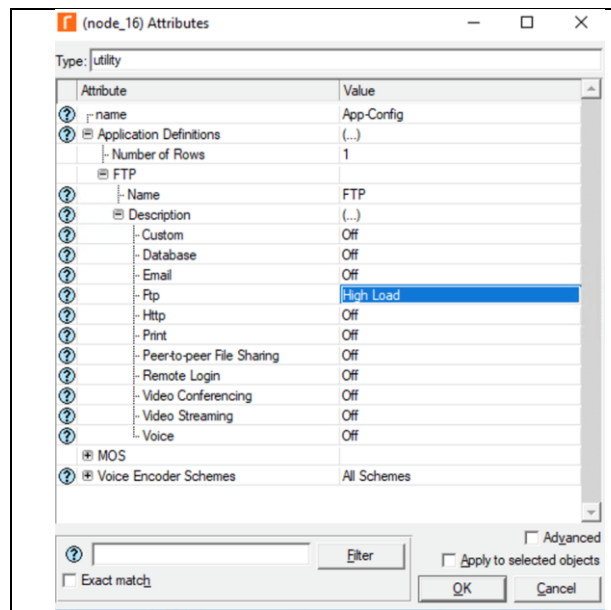 (node_16) Attributes
Type: utility
Attribute Value
name App-Config
Application Definitions (...)
Number of Rows 1
FTP
Name FTP
Description (...)
Custom Off
Database Off
Email Off
Ftp High Load
Http Off
Print Off
Peer-to-peer File Sharing Off
Remote Login Off
Video Conferencing Off
Video Streaming Off
Voice Off
MOS
Voice Encoder Schemes All Schemes
Advanced
Filter Apply to selected objects
Exact match
OK Cancel